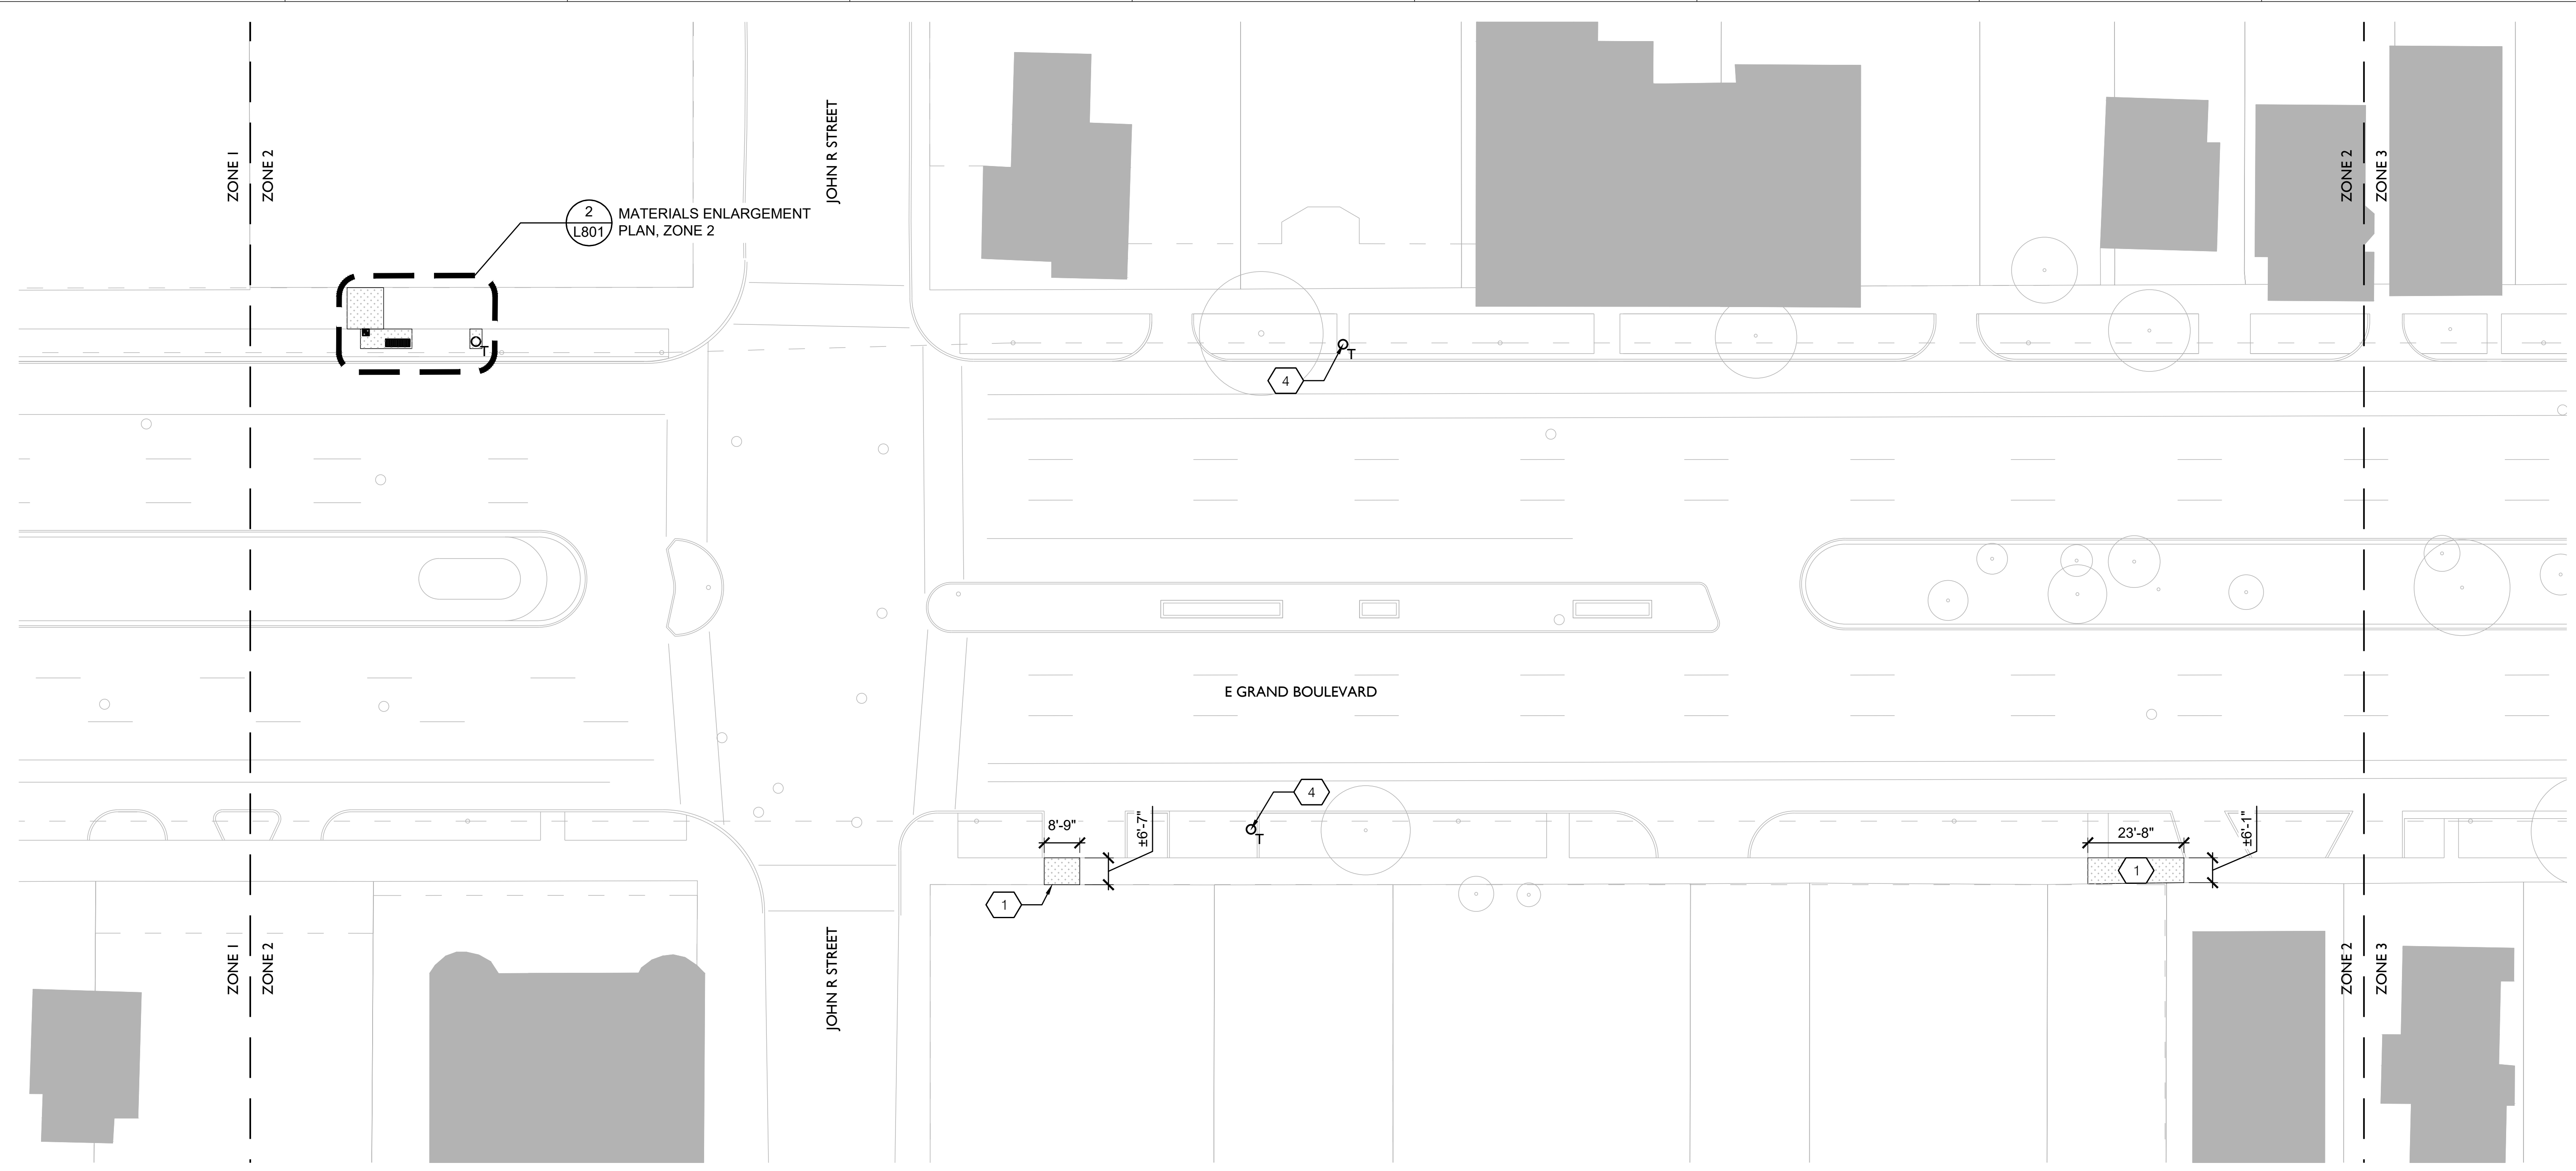 ZONE 1
ZONE 2
JOHN R STREET
ZONE 2
ZONE 3
2
L801
MATERIALS ENLARGEMENT
PLAN, ZONE 2
T
T
4
E GRAND BOULEVARD
4
T
8'-9"
±6'-7"
23'-8"
±6'-1"
1
1
ZONE 1
ZONE 2
JOHN R STREET
ZONE 2
ZONE 3